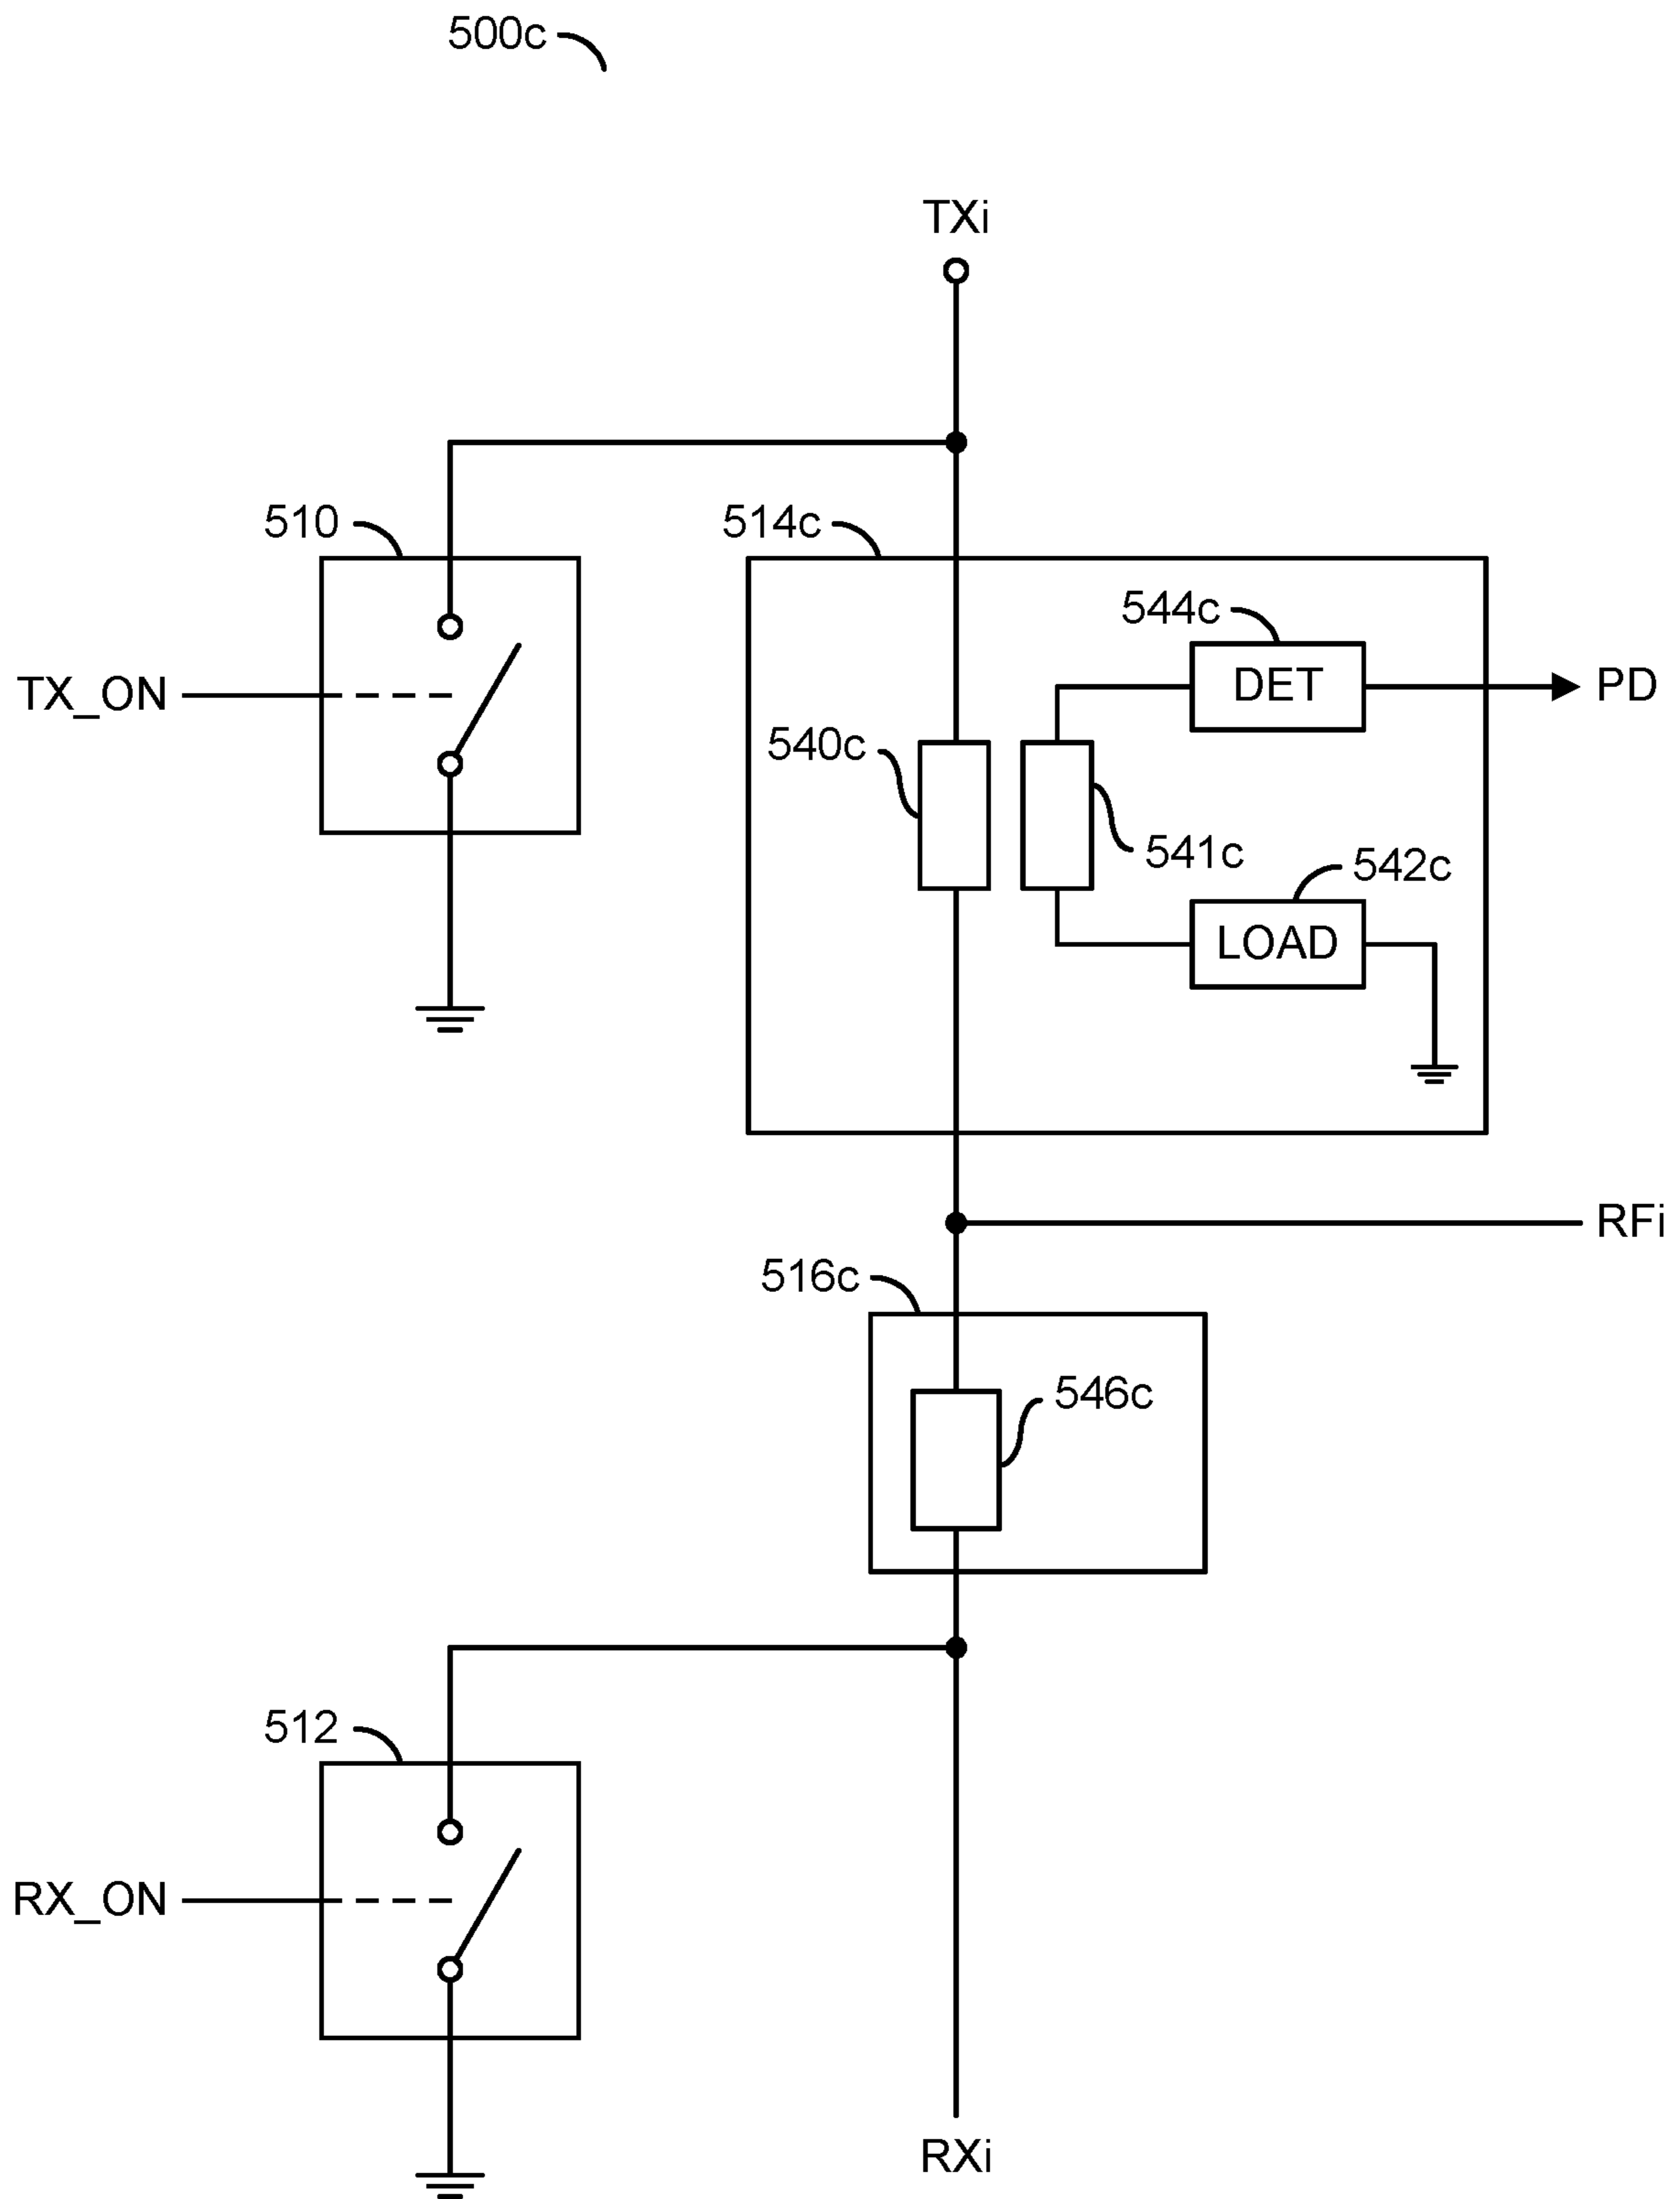 500c
TXi
510
514c
544c
TX_ON
DET
PD
540c
541c
542c
LOAD
RFi
516c
546c
512
RX_ON
RXi